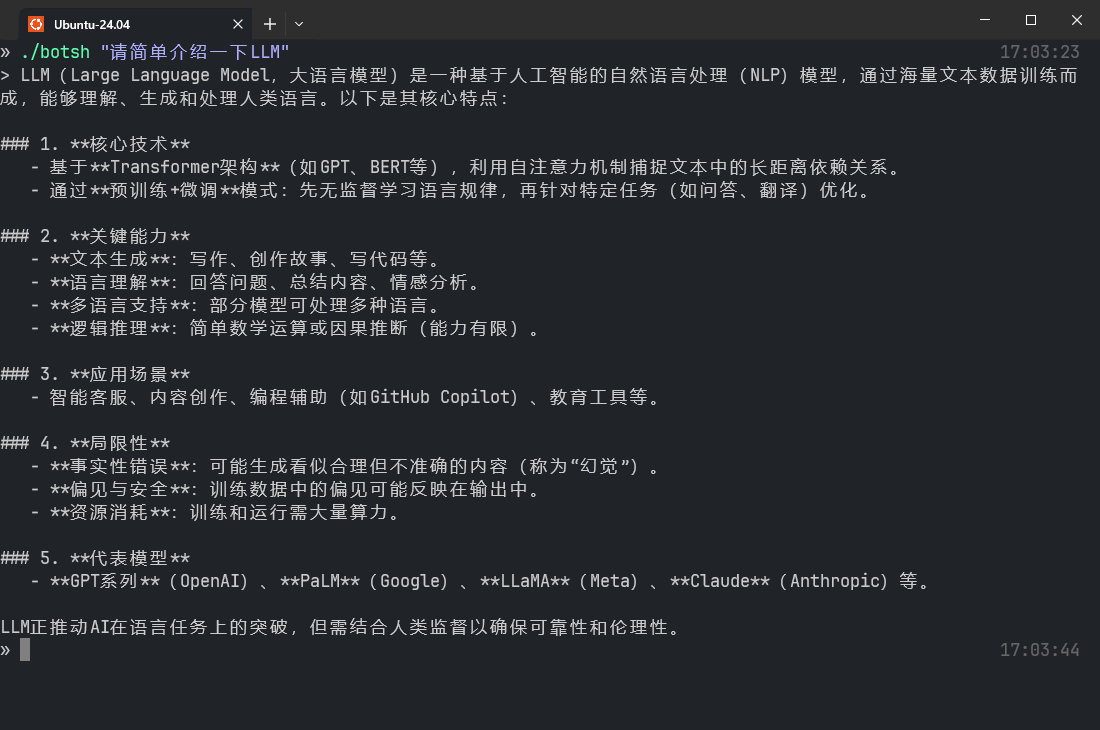 Ubuntu-24.04
» ./botsh "请简单介绍一下LLM" 17:03:23
> LLM（Large Language Model，大语言模型）是一种基于人工智能的自然语言处理（NLP）模型，通过海量文本数据训练而
成，能够理解、生成和处理人类语言。以下是其核心特点：
### 1. **核心技术**
- 基于**Transformer架构**（如GPT、BERT等），利用自注意力机制捕捉文本中的长距离依赖关系。
- 通过**预训练+微调**模式：先无监督学习语言规律，再针对特定任务（如问答、翻译）优化。
### 2. **关键能力**
- **文本生成**：写作、创作故事、写代码等。
- **语言理解**：回答问题、总结内容、情感分析。
- **多语言支持**：部分模型可处理多种语言。
- **逻辑推理**：简单数学运算或因果推断（能力有限）。
### 3. **应用场景**
- 智能客服、内容创作、编程辅助（如GitHub Copilot）、教育工具等。
### 4. **局限性**
- **事实性错误**：可能生成看似合理但不准确的内容（称为“幻觉”）。
- **偏见与安全**：训练数据中的偏见可能反映在输出中。
- **资源消耗**：训练和运行需大量算力。
### 5. **代表模型**
- **GPT系列**（OpenAI）、**PaLM**（Google）、**LLaMA**（Meta）、**Claude**（Anthropic）等。
LLM正推动AI在语言任务上的突破，但需结合人类监督以确保可靠性和伦理性。
» 17:03:44